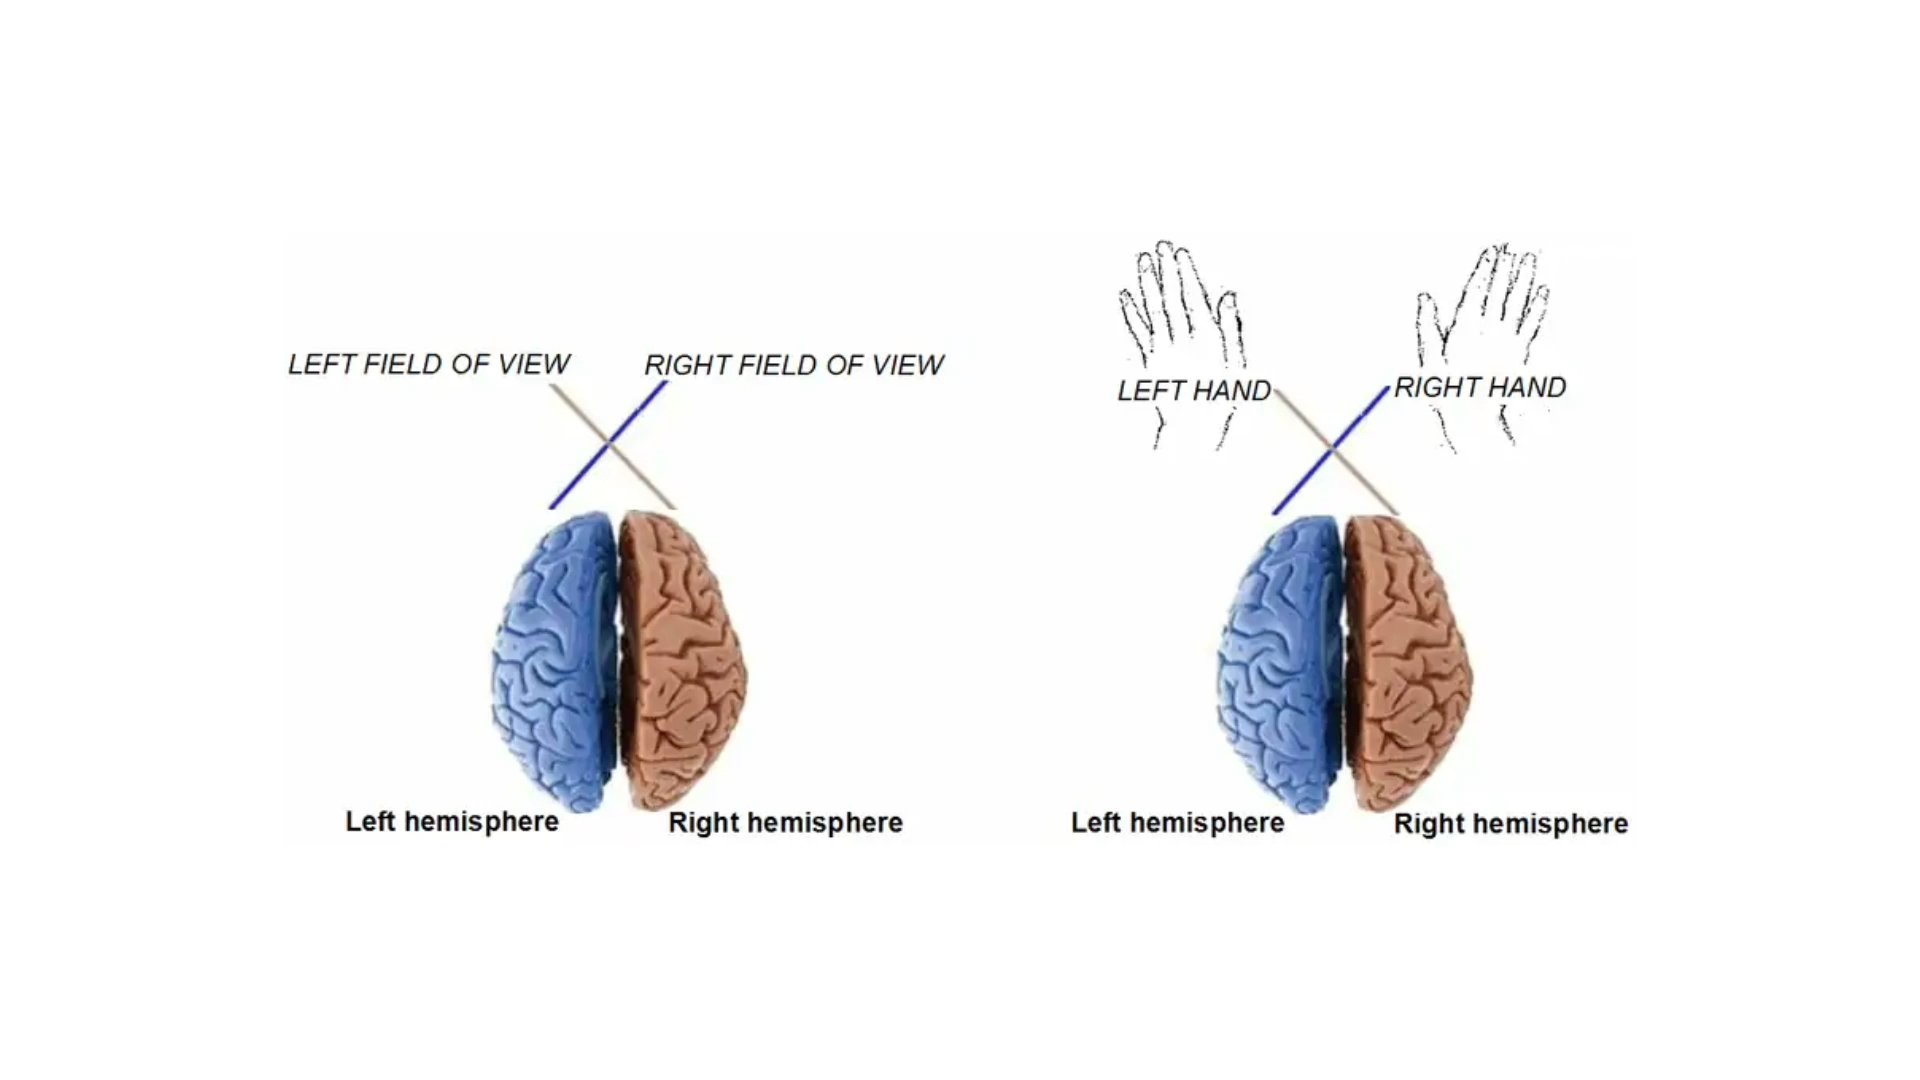 LEFT FIELD OF VIEW
RIGHT FIELD OF VIEW
Left hemisphere
Right hemisphere
LEFT HAND
RIGHT HAND
Left hemisphere
Right hemisphere